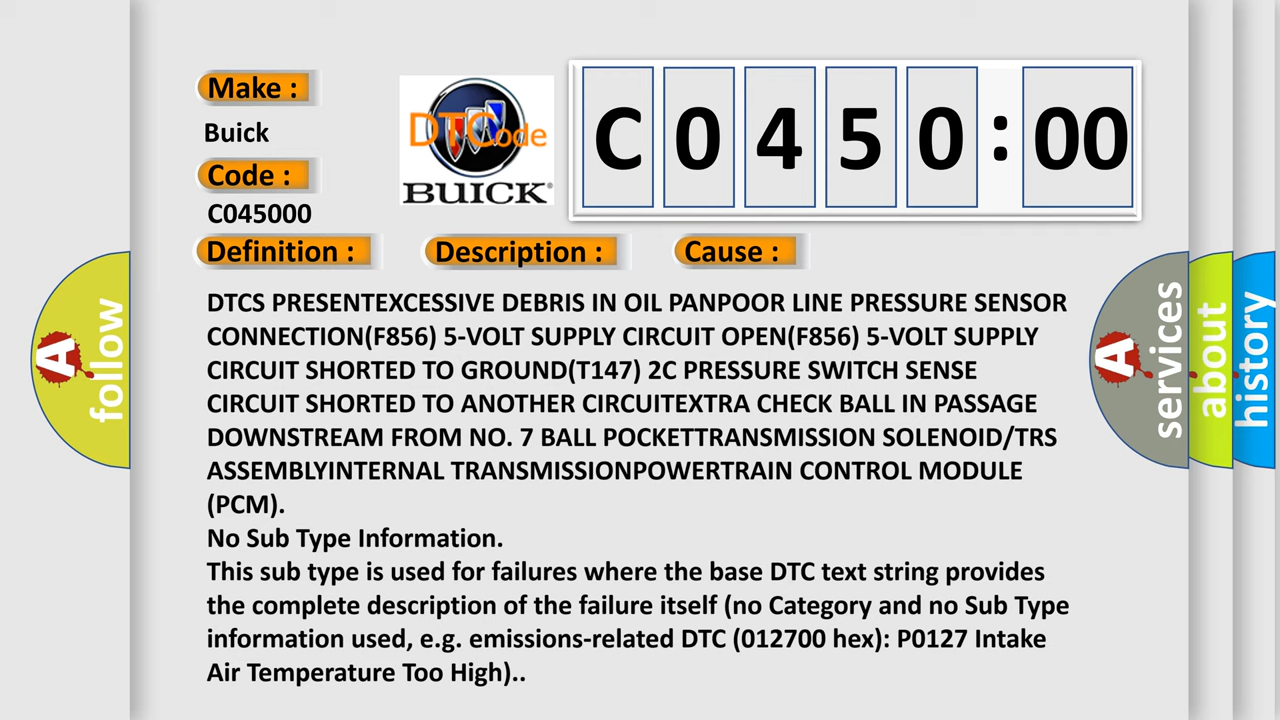 Make :
Buick
Code :
C045000
DTCode
BUICK
C0450:00
Definition :
Description :
Cause :
DTCS PRESENTEXCESSIVE DEBRIS IN OIL PANPOOR LINE PRESSURE SENSOR
CONNECTION(F856) 5-VOLT SUPPLY CIRCUIT OPEN(F856) 5-VOLT SUPPLY
CIRCUIT SHORTED TO GROUND(T147) 2C PRESSURE SWITCH SENSE
CIRCUIT SHORTED TO ANOTHER CIRCUITEXTRA CHECK BALL IN PASSAGE
DOWNSTREAM FROM NO. 7 BALL POCKETTRANSMISSION SOLENOID/TRS
ASSEMBLYINTERNAL TRANSMISSIONPOWERTRAIN CONTROL MODULE
(PCM).
No Sub Type Information.
This sub type is used for failures where the base DTC text string provides
the complete description of the failure itself (no Category and no Sub Type
information used, e.g. emissions-related DTC (012700 hex): P0127 Intake
Air Temperature Too High)..
A follow
A services
about
history